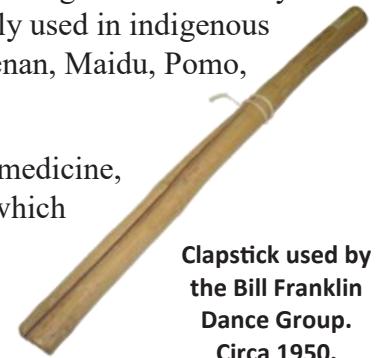 ly used in indigenous
enan, Maidu, Pomo,
medicine,
which
Clapstick used by
the Bill Franklin
Dance Group.
Circa 1950.